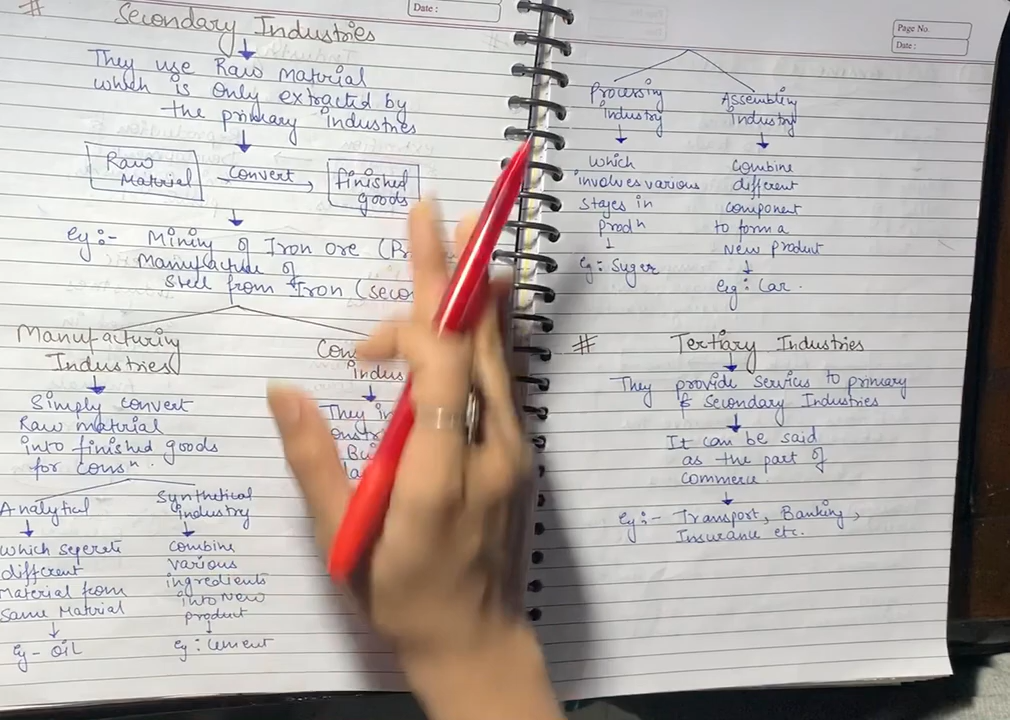 Date :
# Secondary Industries
They use Raw material
which is only extracted by
the primary industries
Raw Material
Convert
finished goods
Eg :- Mining of Iron ore (
Manufacture of
Steel from Iron (
Manufacturing
Industries
Simply convert
Raw material
into finished goods
for consⁿ.
Indus
They in
Analytical
which seperate
different
Material from
Same Material
Eg - Oil
Synthetical
industry
combine
various
ingredients
into New
product
Eg : Cement
Page No.
Date :
Processing
industry
which
involves various
stages in
prodⁿ
Eg : Suger
Assembling
industry
Combine
different
component
to form a
New product
Eg : Car .
# Tertiary Industries
They provide Services to primary
& Secondary Industries
It can be said
as the part of
commerce.
Eg :- Transport, Banking,
Insurance etc.